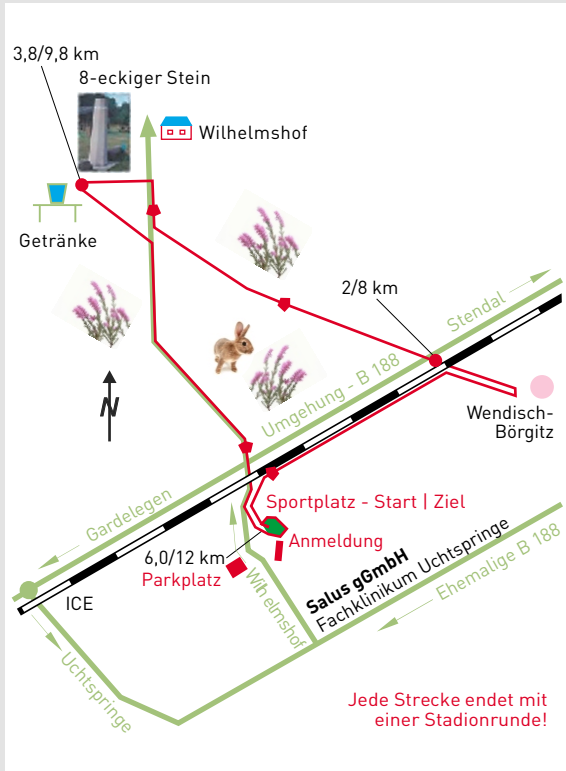 3,8/9,8 km
8-eckiger Stein
Wilhelmshof
Getränke
2/8 km
Stendal
Umgehung - B 188
Wendisch-
Börgitz
N
Gardelegen
Sportplatz - Start | Ziel
Anmeldung
6,0/12 km
Parkplatz
Wilhelmshof
Salus gGmbH
Fachklinikum Uchtspringe
Ehemalige B 188
ICE
Uchtspringe
Jede Strecke endet mit
einer Stadionrunde!